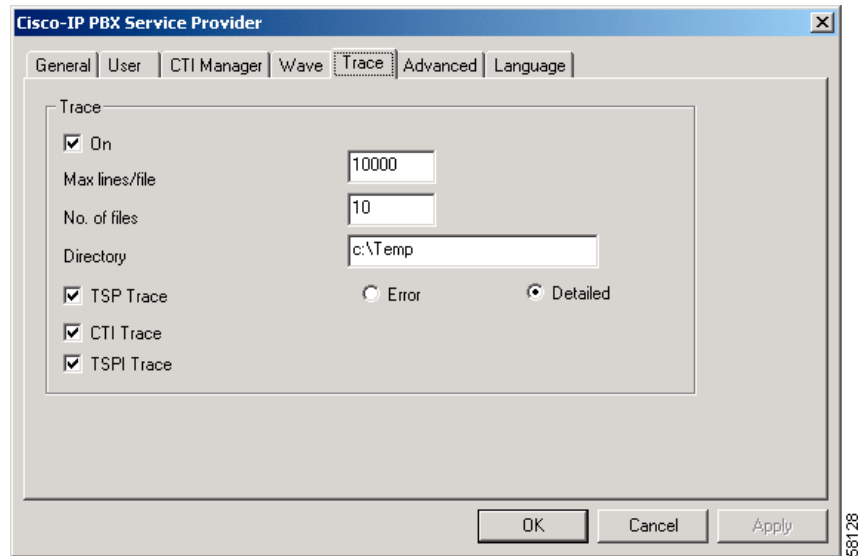 Cisco-IP PBX Service Provider
General User CTI Manager Wave Trace Advanced Language
Trace
On
Max lines/file 10000
No. of files 10
Directory c:\Temp
TSP Trace Error Detailed
CTI Trace
TSPI Trace
OK Cancel Apply
58128